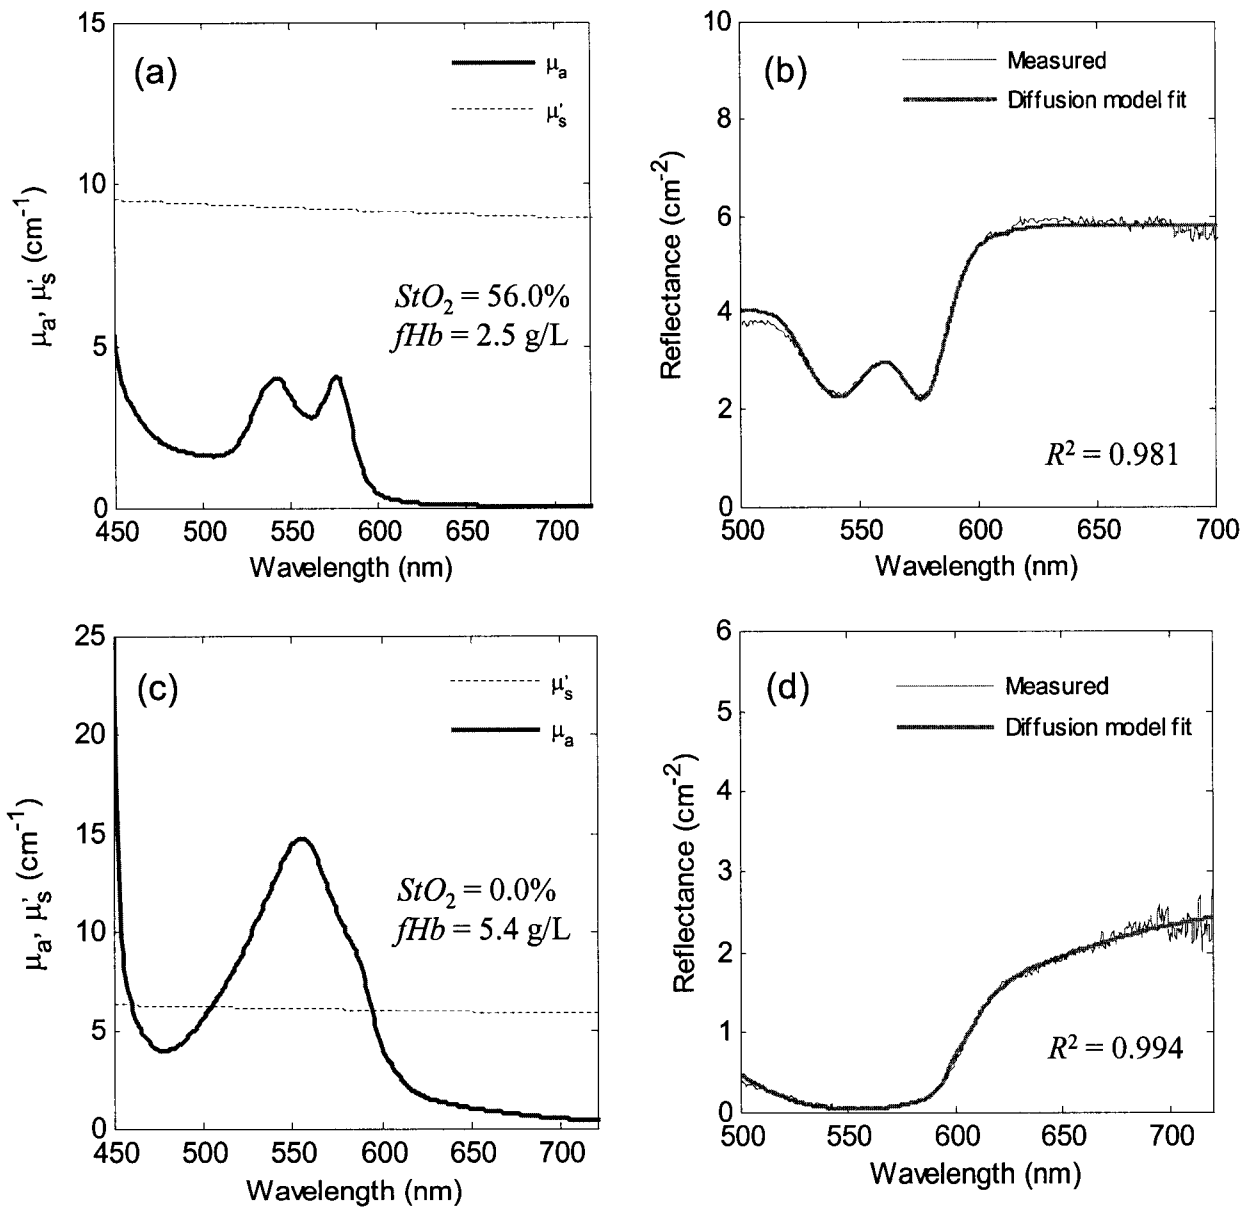 (a)
μa
μ's
15
10
5
0
μa, μ's (cm-1)
StO2 = 56.0%
fHb = 2.5 g/L
450 500 550 600 650 700
Wavelength (nm)
(b)
Measured
Diffusion model fit
10
8
6
4
2
0
Reflectance (cm-2)
R2 = 0.981
500 550 600 650 700
Wavelength (nm)
(c)
μ's
μa
25
20
15
10
5
0
μa, μ's (cm-1)
StO2 = 0.0%
fHb = 5.4 g/L
450 500 550 600 650 700
Wavelength (nm)
(d)
Measured
Diffusion model fit
6
5
4
3
2
1
0
Reflectance (cm-2)
R2 = 0.994
500 550 600 650 700
Wavelength (nm)